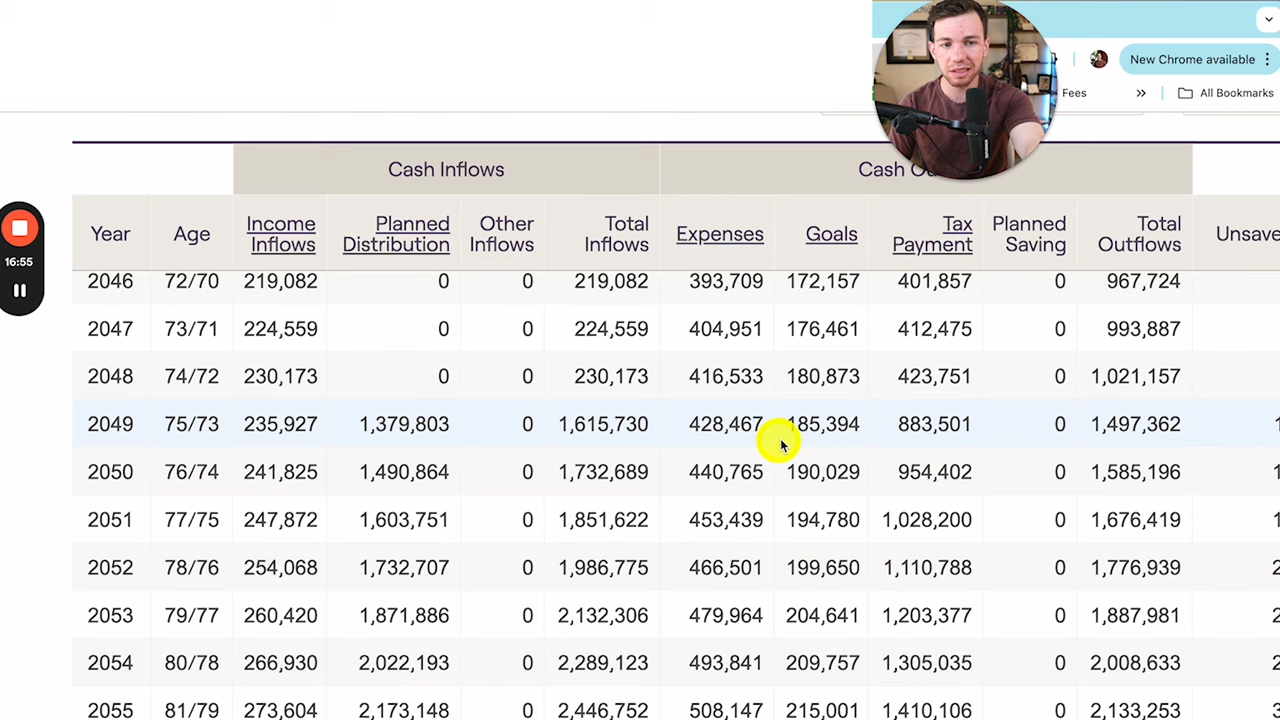 New Chrome available
Fees
»
All Bookmarks
Cash Inflows
Cash O
Year Age Income Inflows Planned Distribution Other Inflows Total Inflows Expenses Goals Tax Payment Planned Saving Total Outflows Unsave
2046 72/70 219,082 0 0 219,082 393,709 172,157 401,857 0 967,724
2047 73/71 224,559 0 0 224,559 404,951 176,461 412,475 0 993,887
2048 74/72 230,173 0 0 230,173 416,533 180,873 423,751 0 1,021,157
2049 75/73 235,927 1,379,803 0 1,615,730 428,467 185,394 883,501 0 1,497,362 1
2050 76/74 241,825 1,490,864 0 1,732,689 440,765 190,029 954,402 0 1,585,196 1
2051 77/75 247,872 1,603,751 0 1,851,622 453,439 194,780 1,028,200 0 1,676,419 1
2052 78/76 254,068 1,732,707 0 1,986,775 466,501 199,650 1,110,788 0 1,776,939 2
2053 79/77 260,420 1,871,886 0 2,132,306 479,964 204,641 1,203,377 0 1,887,981 2
2054 80/78 266,930 2,022,193 0 2,289,123 493,841 209,757 1,305,035 0 2,008,633 2
2055 81/79 273,604 2,173,148 0 2,446,752 508,147 215,001 1,410,106 0 2,133,253 3
16:55